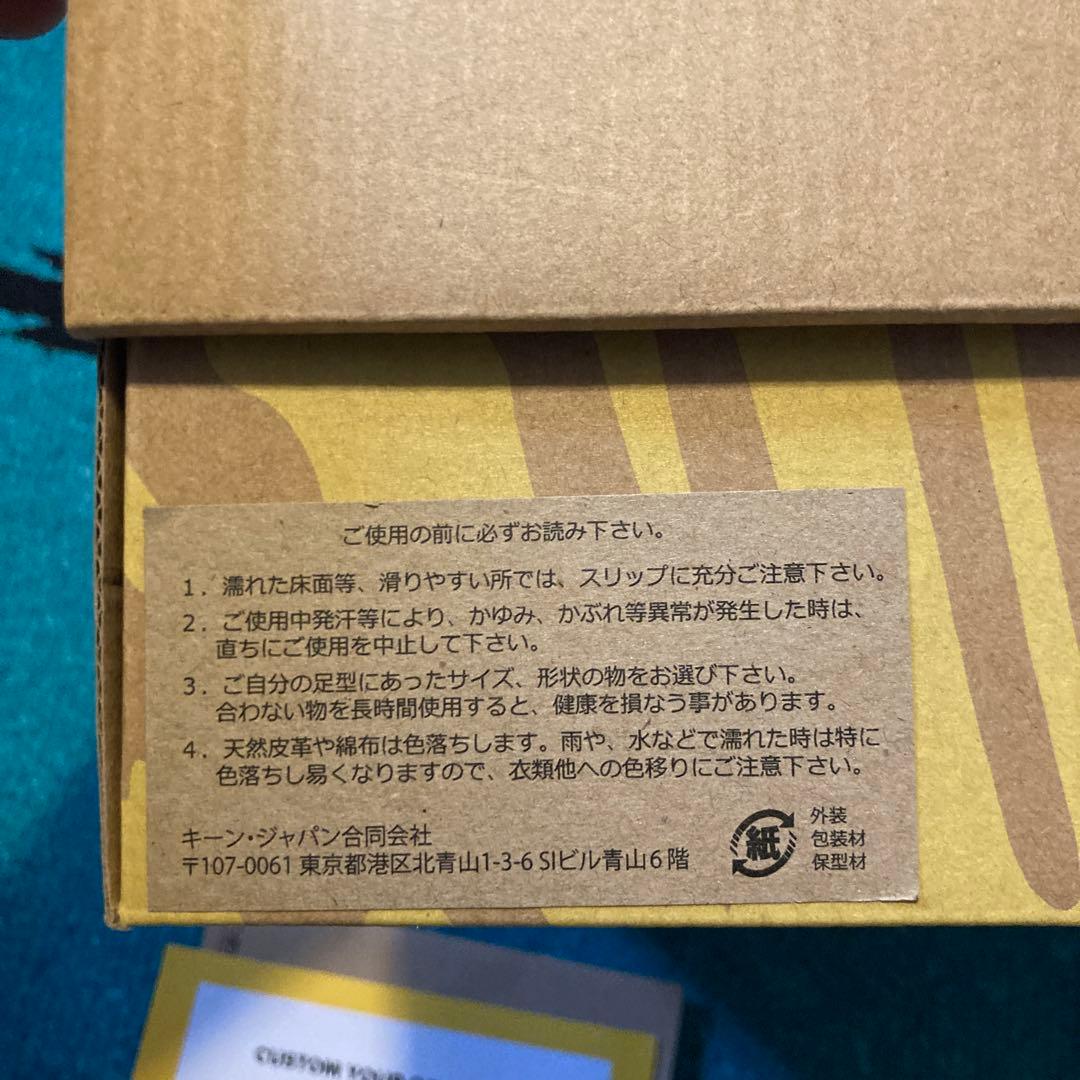 ご使用の前に必ずお読み下さい。
1. 濡れた床面等、滑りやすい所では、スリップに充分ご注意下さい。
2. ご使用中発汗等により、かゆみ、かぶれ等異常が発生した時は、
直ちにご使用を中止して下さい。
3. ご自分の足型にあったサイズ、形状の物をお選び下さい。
合わない物を長時間使用すると、健康を損なう事があります。
4. 天然皮革や綿布は色落ちします。雨や、水などで濡れた時は特に
色落ちし易くなりますので、衣類他への色移りにご注意下さい。
キーン・ジャパン合同会社
〒107-0061 東京都港区北青山1-3-6 SIビル青山6階
紙
外装
包装材
保型材
CUSTOM YOUR